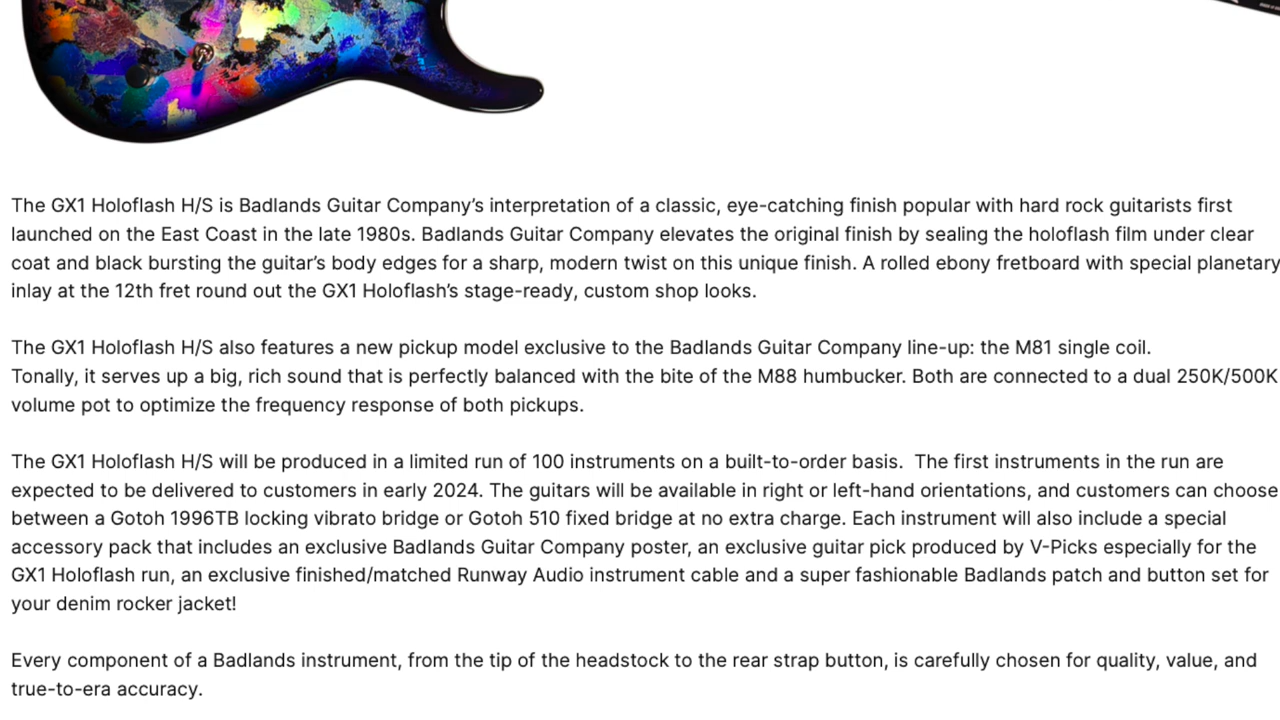 The GX1 Holoflash H/S is Badlands Guitar Company’s interpretation of a classic, eye-catching finish popular with hard rock guitarists first
launched on the East Coast in the late 1980s. Badlands Guitar Company elevates the original finish by sealing the holoflash film under clear
coat and black bursting the guitar’s body edges for a sharp, modern twist on this unique finish. A rolled ebony fretboard with special planetary
inlay at the 12th fret round out the GX1 Holoflash’s stage-ready, custom shop looks.
The GX1 Holoflash H/S also features a new pickup model exclusive to the Badlands Guitar Company line-up: the M81 single coil.
Tonally, it serves up a big, rich sound that is perfectly balanced with the bite of the M88 humbucker. Both are connected to a dual 250K/500K
volume pot to optimize the frequency response of both pickups.
The GX1 Holoflash H/S will be produced in a limited run of 100 instruments on a built-to-order basis.  The first instruments in the run are
expected to be delivered to customers in early 2024. The guitars will be available in right or left-hand orientations, and customers can choose
between a Gotoh 1996TB locking vibrato bridge or Gotoh 510 fixed bridge at no extra charge. Each instrument will also include a special
accessory pack that includes an exclusive Badlands Guitar Company poster, an exclusive guitar pick produced by V-Picks especially for the
GX1 Holoflash run, an exclusive finished/matched Runway Audio instrument cable and a super fashionable Badlands patch and button set for
your denim rocker jacket!
Every component of a Badlands instrument, from the tip of the headstock to the rear strap button, is carefully chosen for quality, value, and
true-to-era accuracy.